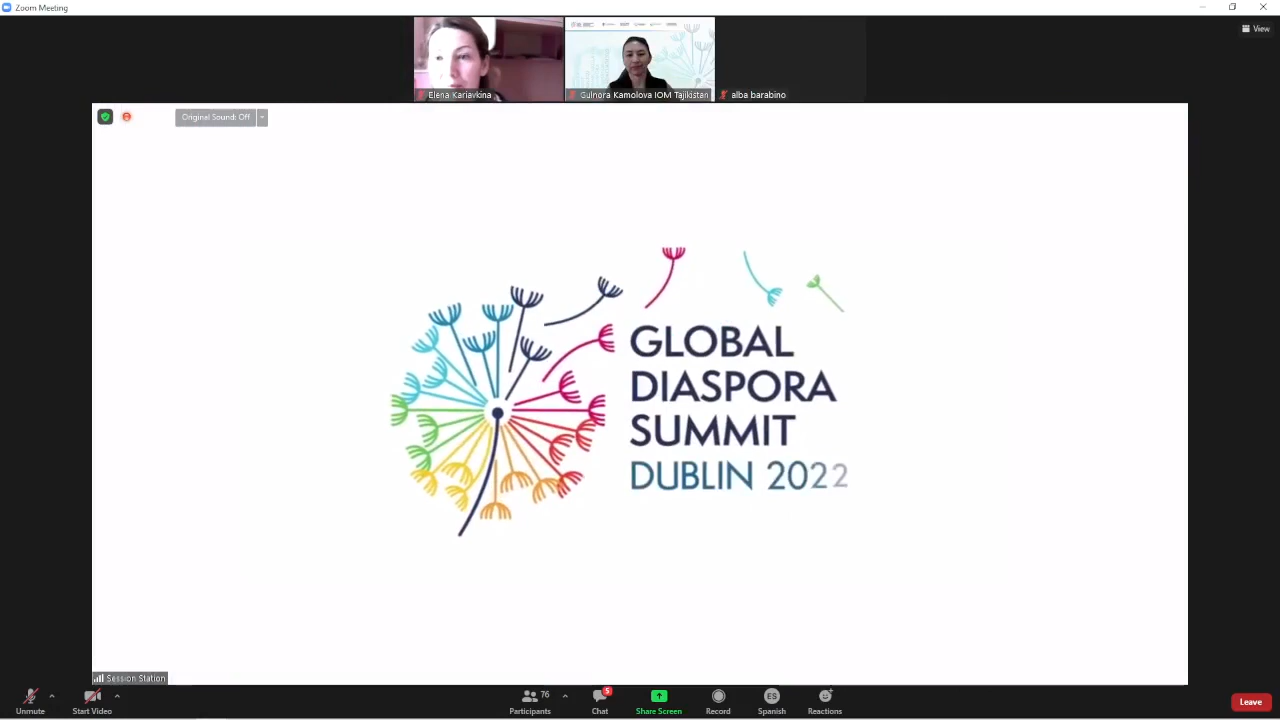 Zoom Meeting
View
Elena Kariavkina
Gulnora Kamolova IOM Tajikistan
alba barabino
Original Sound: Off
GLOBAL
DIASPORA
SUMMIT
DUBLIN 2022
Session Station
Unmute
Start Video
76
Participants
5
Chat
Share Screen
Record
ES
Spanish
Reactions
Leave